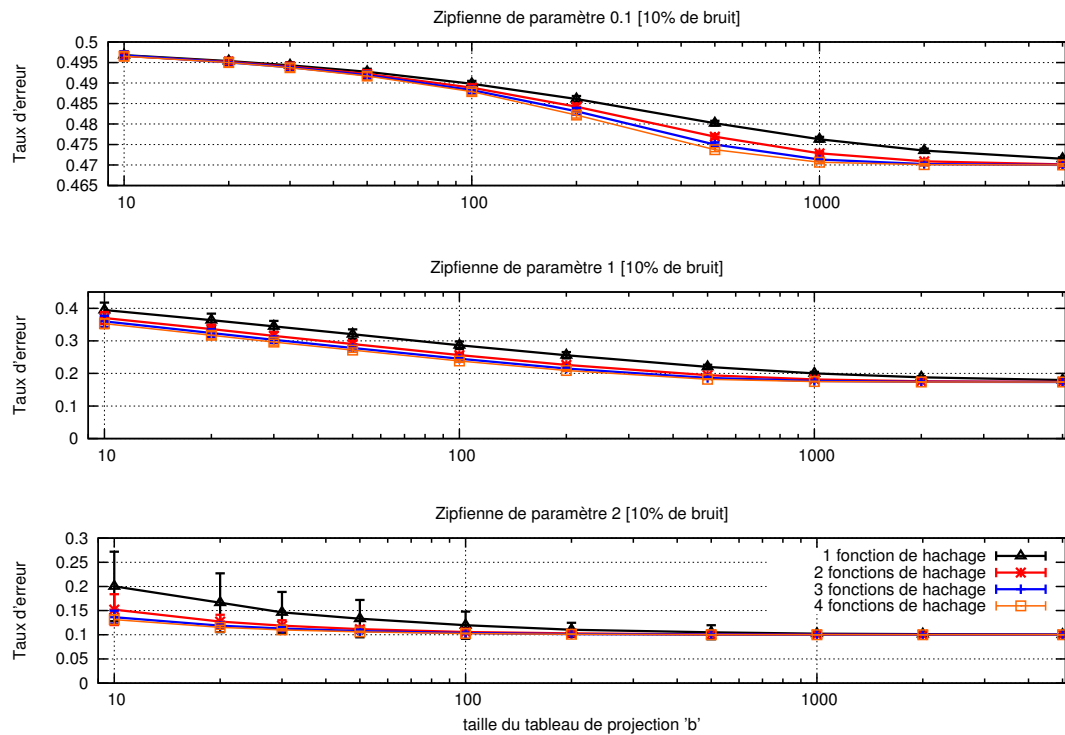 Zipfienne de paramètre 0.1 [10% de bruit]
Taux d'erreur
0.5
0.495
0.49
0.485
0.48
0.475
0.47
0.465
10
100
1000
Zipfienne de paramètre 1 [10% de bruit]
Taux d'erreur
0.4
0.3
0.2
0.1
0
10
100
1000
Zipfienne de paramètre 2 [10% de bruit]
Taux d'erreur
0.3
0.25
0.2
0.15
0.1
0.05
0
1 fonction de hachage
2 fonctions de hachage
3 fonctions de hachage
4 fonctions de hachage
10
100
1000
taille du tableau de projection 'b'